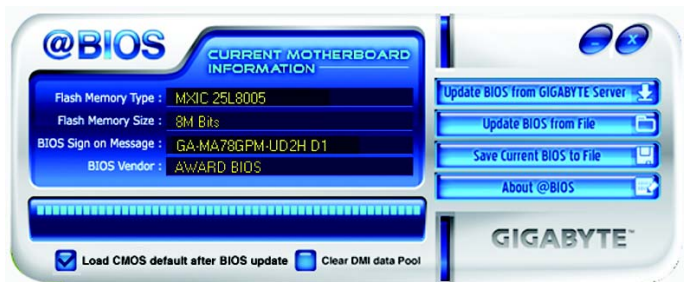 @BIOS
CURRENT MOTHERBOARD
INFORMATION
Flash Memory Type : MXIC 25L8005
Flash Memory Size : 8M Bits
BIOS Sign on Message : GA-MA78GPM-UD2H D1
BIOS Vendor : AWARD BIOS
Load CMOS default after BIOS update Clear DMI data Pool
Update BIOS from GIGABYTE Server
Update BIOS from File
Save Current BIOS to File
About @BIOS
GIGABYTE™